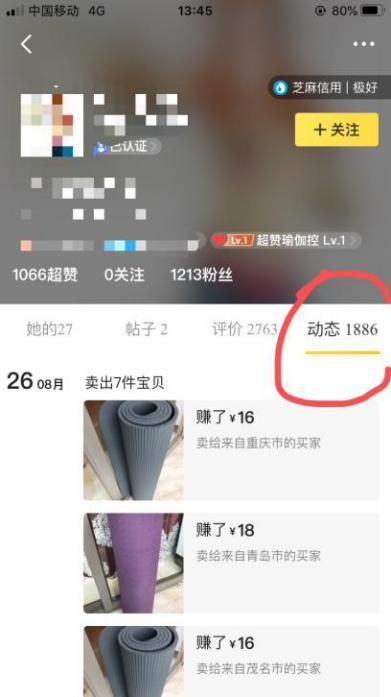 中国移动 4G 13:45 80%
芝麻信用 | 极好
+ 关注
已认证
Lv.1 超赞瑜伽控 Lv.1
1066超赞 0关注 1213粉丝
她的27 帖子 2 评价 2763 动态 1886
26 08月 卖出7件宝贝
赚了¥16
卖给来自重庆市的买家
赚了¥18
卖给来自青岛市的买家
赚了¥16
卖给来自茂名市的买家